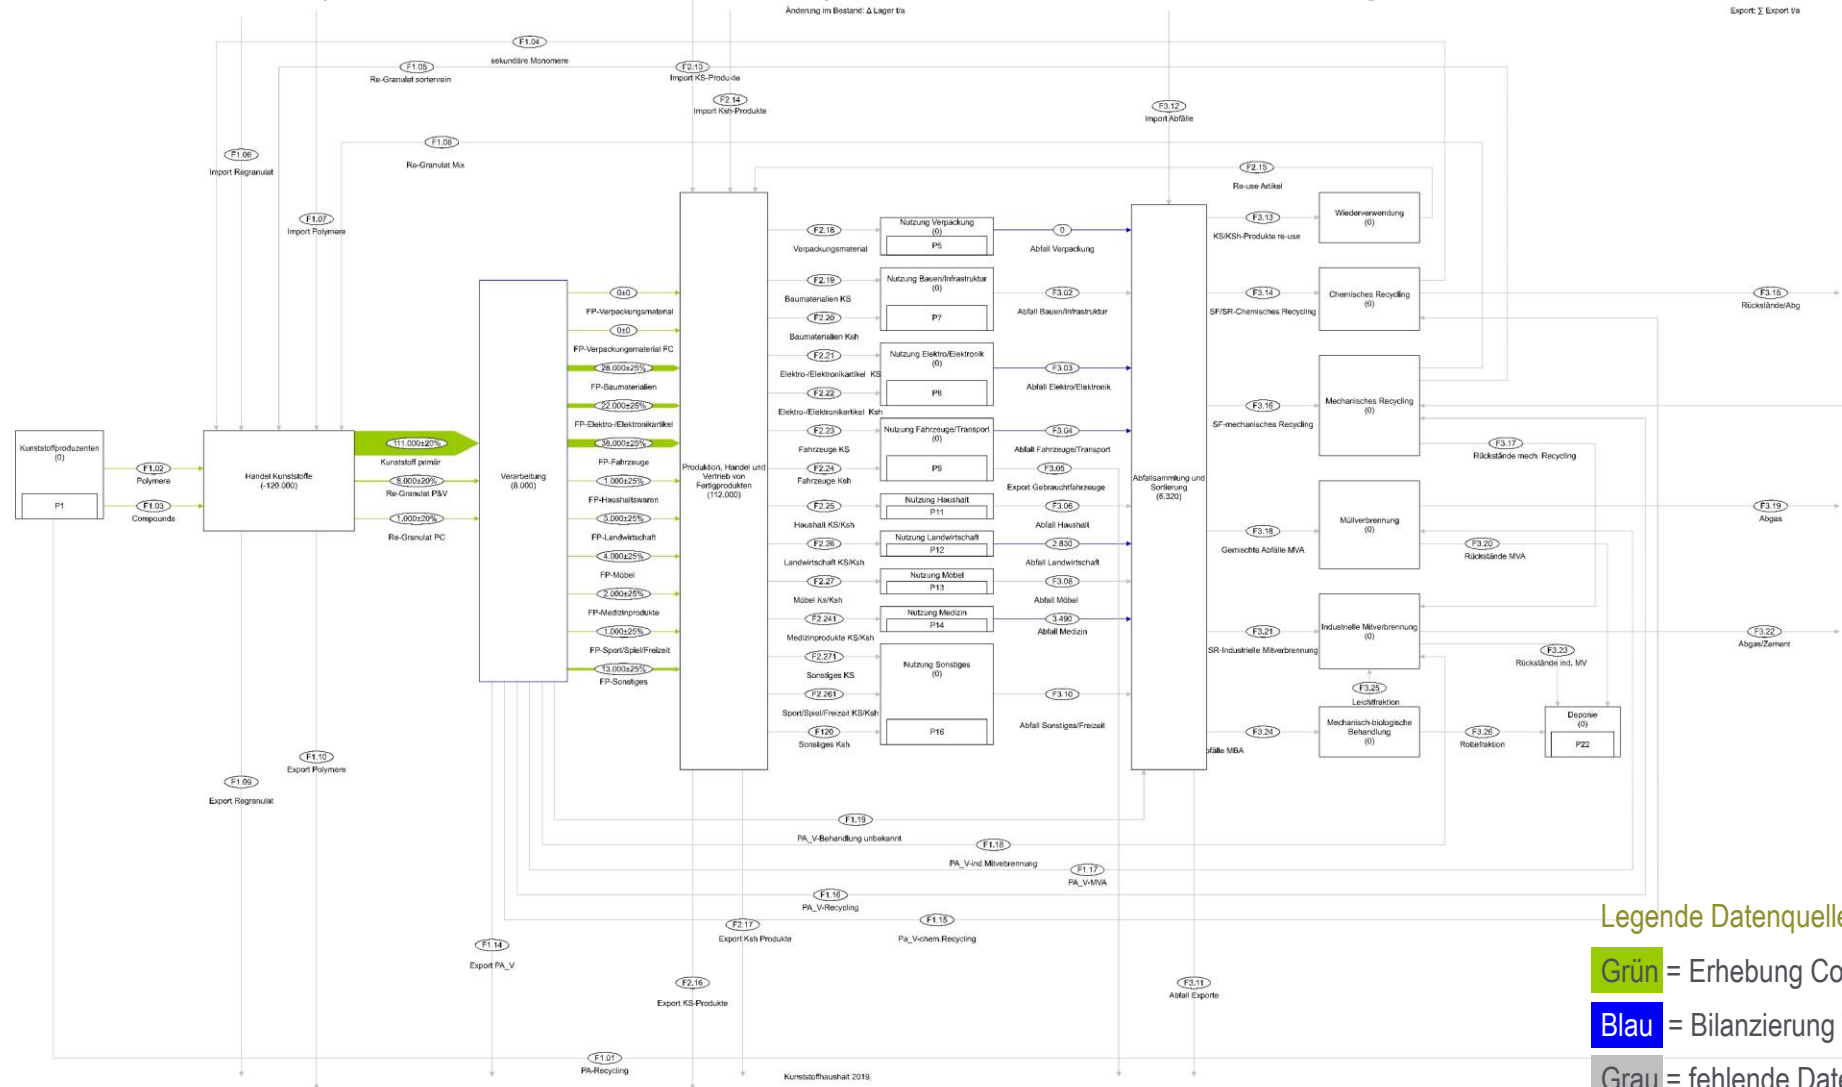 Änderung im Bestand: Δ Lager t/a
Export: ∑ Export t/a
F1.04
sekundäre Monomere
F1.05
Re-Granulat sortenrein
F2.13
Import KS-Produkte
F2.14
Import Ksh-Produkte
F3.12
Import Abfälle
F1.06
Import Regranulat
F1.08
Re-Granulat Mix
F1.07
Import Polymere
F2.15
Re-use Artikel
Kunststoffproduzenten
(0)
P1
F1.02
Polymere
F1.03
Compounds
Handel Kunststoffe
(-120.000)
111.000±20%
Kunststoff primär
8.000±20%
Re-Granulat P&V
1.000±20%
Re-Granulat PC
Verarbeitung
(8.000)
0±0
FP-Verpackungsmaterial
0±0
FP-Verpackungsmaterial FC
28.000±25%
FP-Baumaterialien
22.000±25%
FP-Elektro-/Elektronikartikel
38.000±25%
FP-Fahrzeuge
1.000±25%
FP-Haushaltswaren
5.000±25%
FP-Landwirtschaft
4.000±25%
FP-Möbel
2.000±25%
FP-Medizinprodukte
1.000±25%
FP-Sport/Spiel/Freizeit
13.000±25%
FP-Sonstiges
Produktion, Handel und
Vertrieb von
Fertigprodukten
(112.000)
F2.18
Verpackungsmaterial
F2.19
Baumaterialien KS
F2.20
Baumaterialien Ksh
F2.21
Elektro-/Elektronikartikel KS
F2.22
Elektro-/Elektronikartikel Ksh
F2.23
Fahrzeuge KS
F2.24
Fahrzeuge Ksh
F2.25
Haushalt KS/Ksh
F2.26
Landwirtschaft KS/Ksh
F2.27
Möbel Ks/Ksh
F2.241
Medizinprodukte KS/Ksh
F2.271
Sonstiges KS
F2.261
Sport/Spiel/Freizeit KS/Ksh
F120
Sonstiges Ksh
Nutzung Verpackung
(0)
P5
Nutzung Bauen/Infrastruktur
(0)
P7
Nutzung Elektro/Elektronik
(0)
P8
Nutzung Fahrzeuge/Transport
(0)
P9
Nutzung Haushalt
P11
Nutzung Landwirtschaft
P12
Nutzung Möbel
P13
Nutzung Medizin
P14
Nutzung Sonstiges
(0)
P16
0
Abfall Verpackung
F3.02
Abfall Bauen/Infrastruktur
F3.03
Abfall Elektro/Elektronik
F3.04
Abfall Fahrzeuge/Transport
F3.05
Export Gebrauchtfahrzeuge
F3.06
Abfall Haushalt
2.830
Abfall Landwirtschaft
F3.08
Abfall Möbel
3.490
Abfall Medizin
F3.10
Abfall Sonstiges/Freizeit
Abfallsammlung und
Sortierung
(6.320)
F3.13
KS/KSh-Produkte re-use
F3.14
SF/SR-Chemisches Recycling
F3.16
SF-mechanisches Recycling
F3.18
Gemischte Abfälle MVA
F3.21
SR-Industrielle Mitverbrennung
F3.24
fälle MBA
Wiederverwendung
(0)
Chemisches Recycling
(0)
Mechanisches Recycling
(0)
Müllverbrennung
(0)
Industrielle Mitverbrennung
(0)
F3.25
Leichtfraktion
Mechanisch-biologische
Behandlung
(0)
F3.15
Rückstände/Abg
F3.17
Rückstände mech. Recycling
F3.19
Abgas
F3.20
Rückstände MVA
F3.22
Abgas/Zement
F3.23
Rückstände ind. MV
F3.26
Rottefraktion
Deponie
(0)
P22
F1.10
Export Polymere
F1.09
Export Regranulat
F1.19
PA_V-Behandlung unbekannt
F1.18
PA_V-ind.Mitvebrennung
F1.17
PA_V-MVA
F1.16
PA_V-Recycling
F1.15
Pa_V-chem.Recycling
F1.14
Export PA_V
F2.17
Export Ksh Produkte
F2.16
Export KS-Produkte
F3.11
Abfall Exporte
F1.01
PA-Recycling
Kunststoffhaushalt 2019,
Legende Datenquelle
Grün = Erhebung Co
Blau = Bilanzierung
Grau = fehlende Date